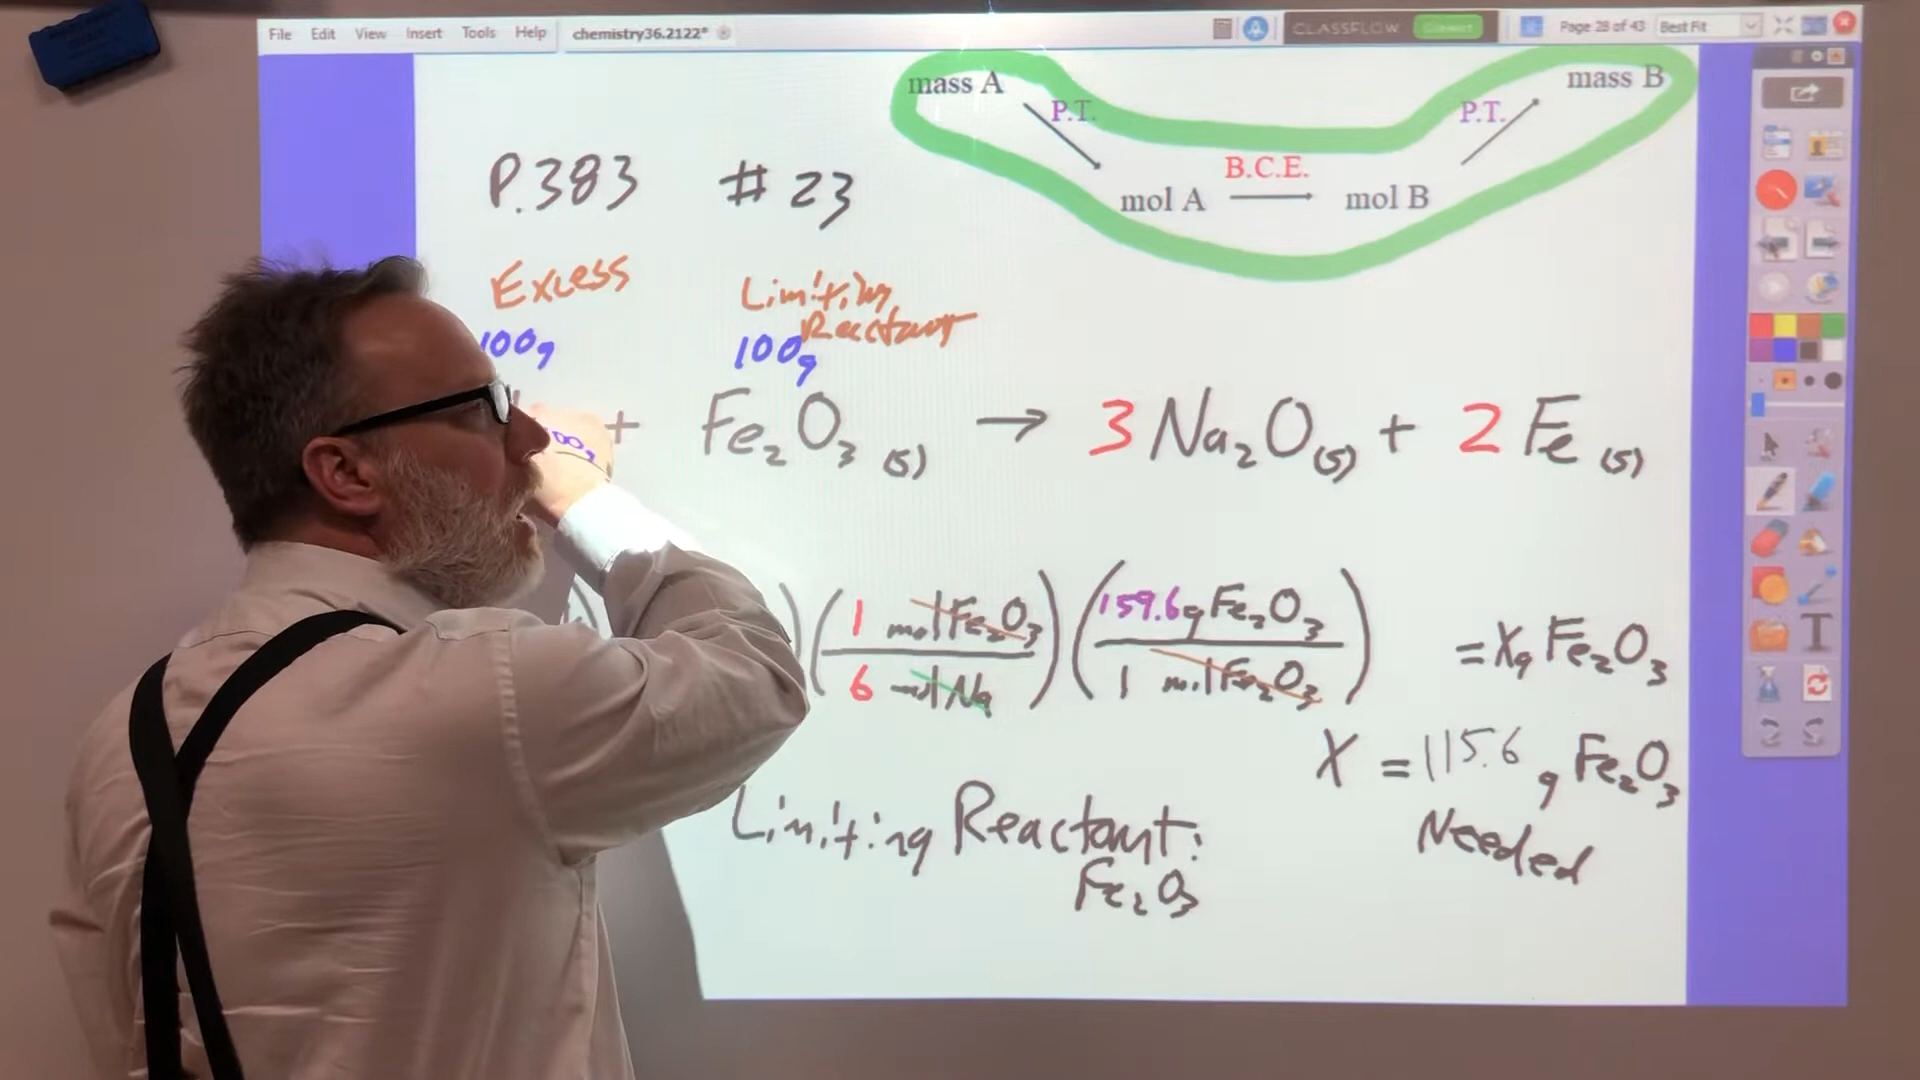 File Edit View Insert Tools Help chemistry36.2122*
CLASSFLOW Connect Page 28 of 43 Best Fit
mass A mass B
P.T. P.T.
B.C.E.
mol A mol B
P.383 #23
Excess Limiting
Reactant
100g 100g
+ Fe₂O₃ (s) → 3 Na₂O (s) + 2 Fe (s)
1 mol Fe₂O₃ 159.6 g Fe₂O₃
6 mol Na 1 mol Fe₂O₃
= Xg Fe₂O₃
X = 115.6 g Fe₂O₃
Needed
Limiting Reactant:
Fe₂O₃